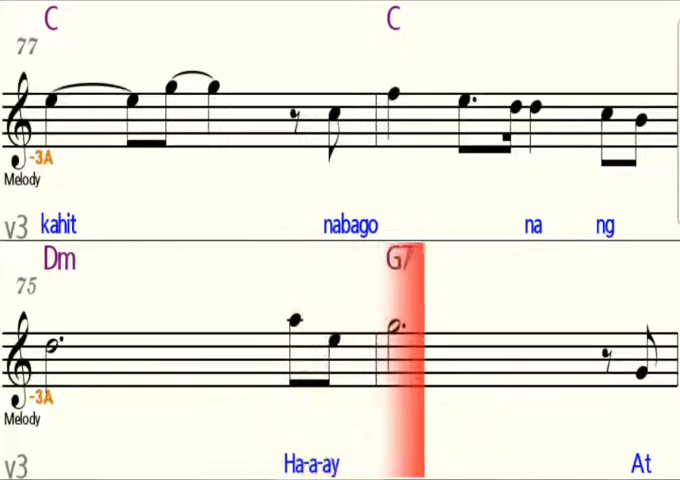 C C
77
-3A
Melody
v3 kahit nabago na ng
Dm G7
75
-3A
Melody
v3 Ha-a-ay At